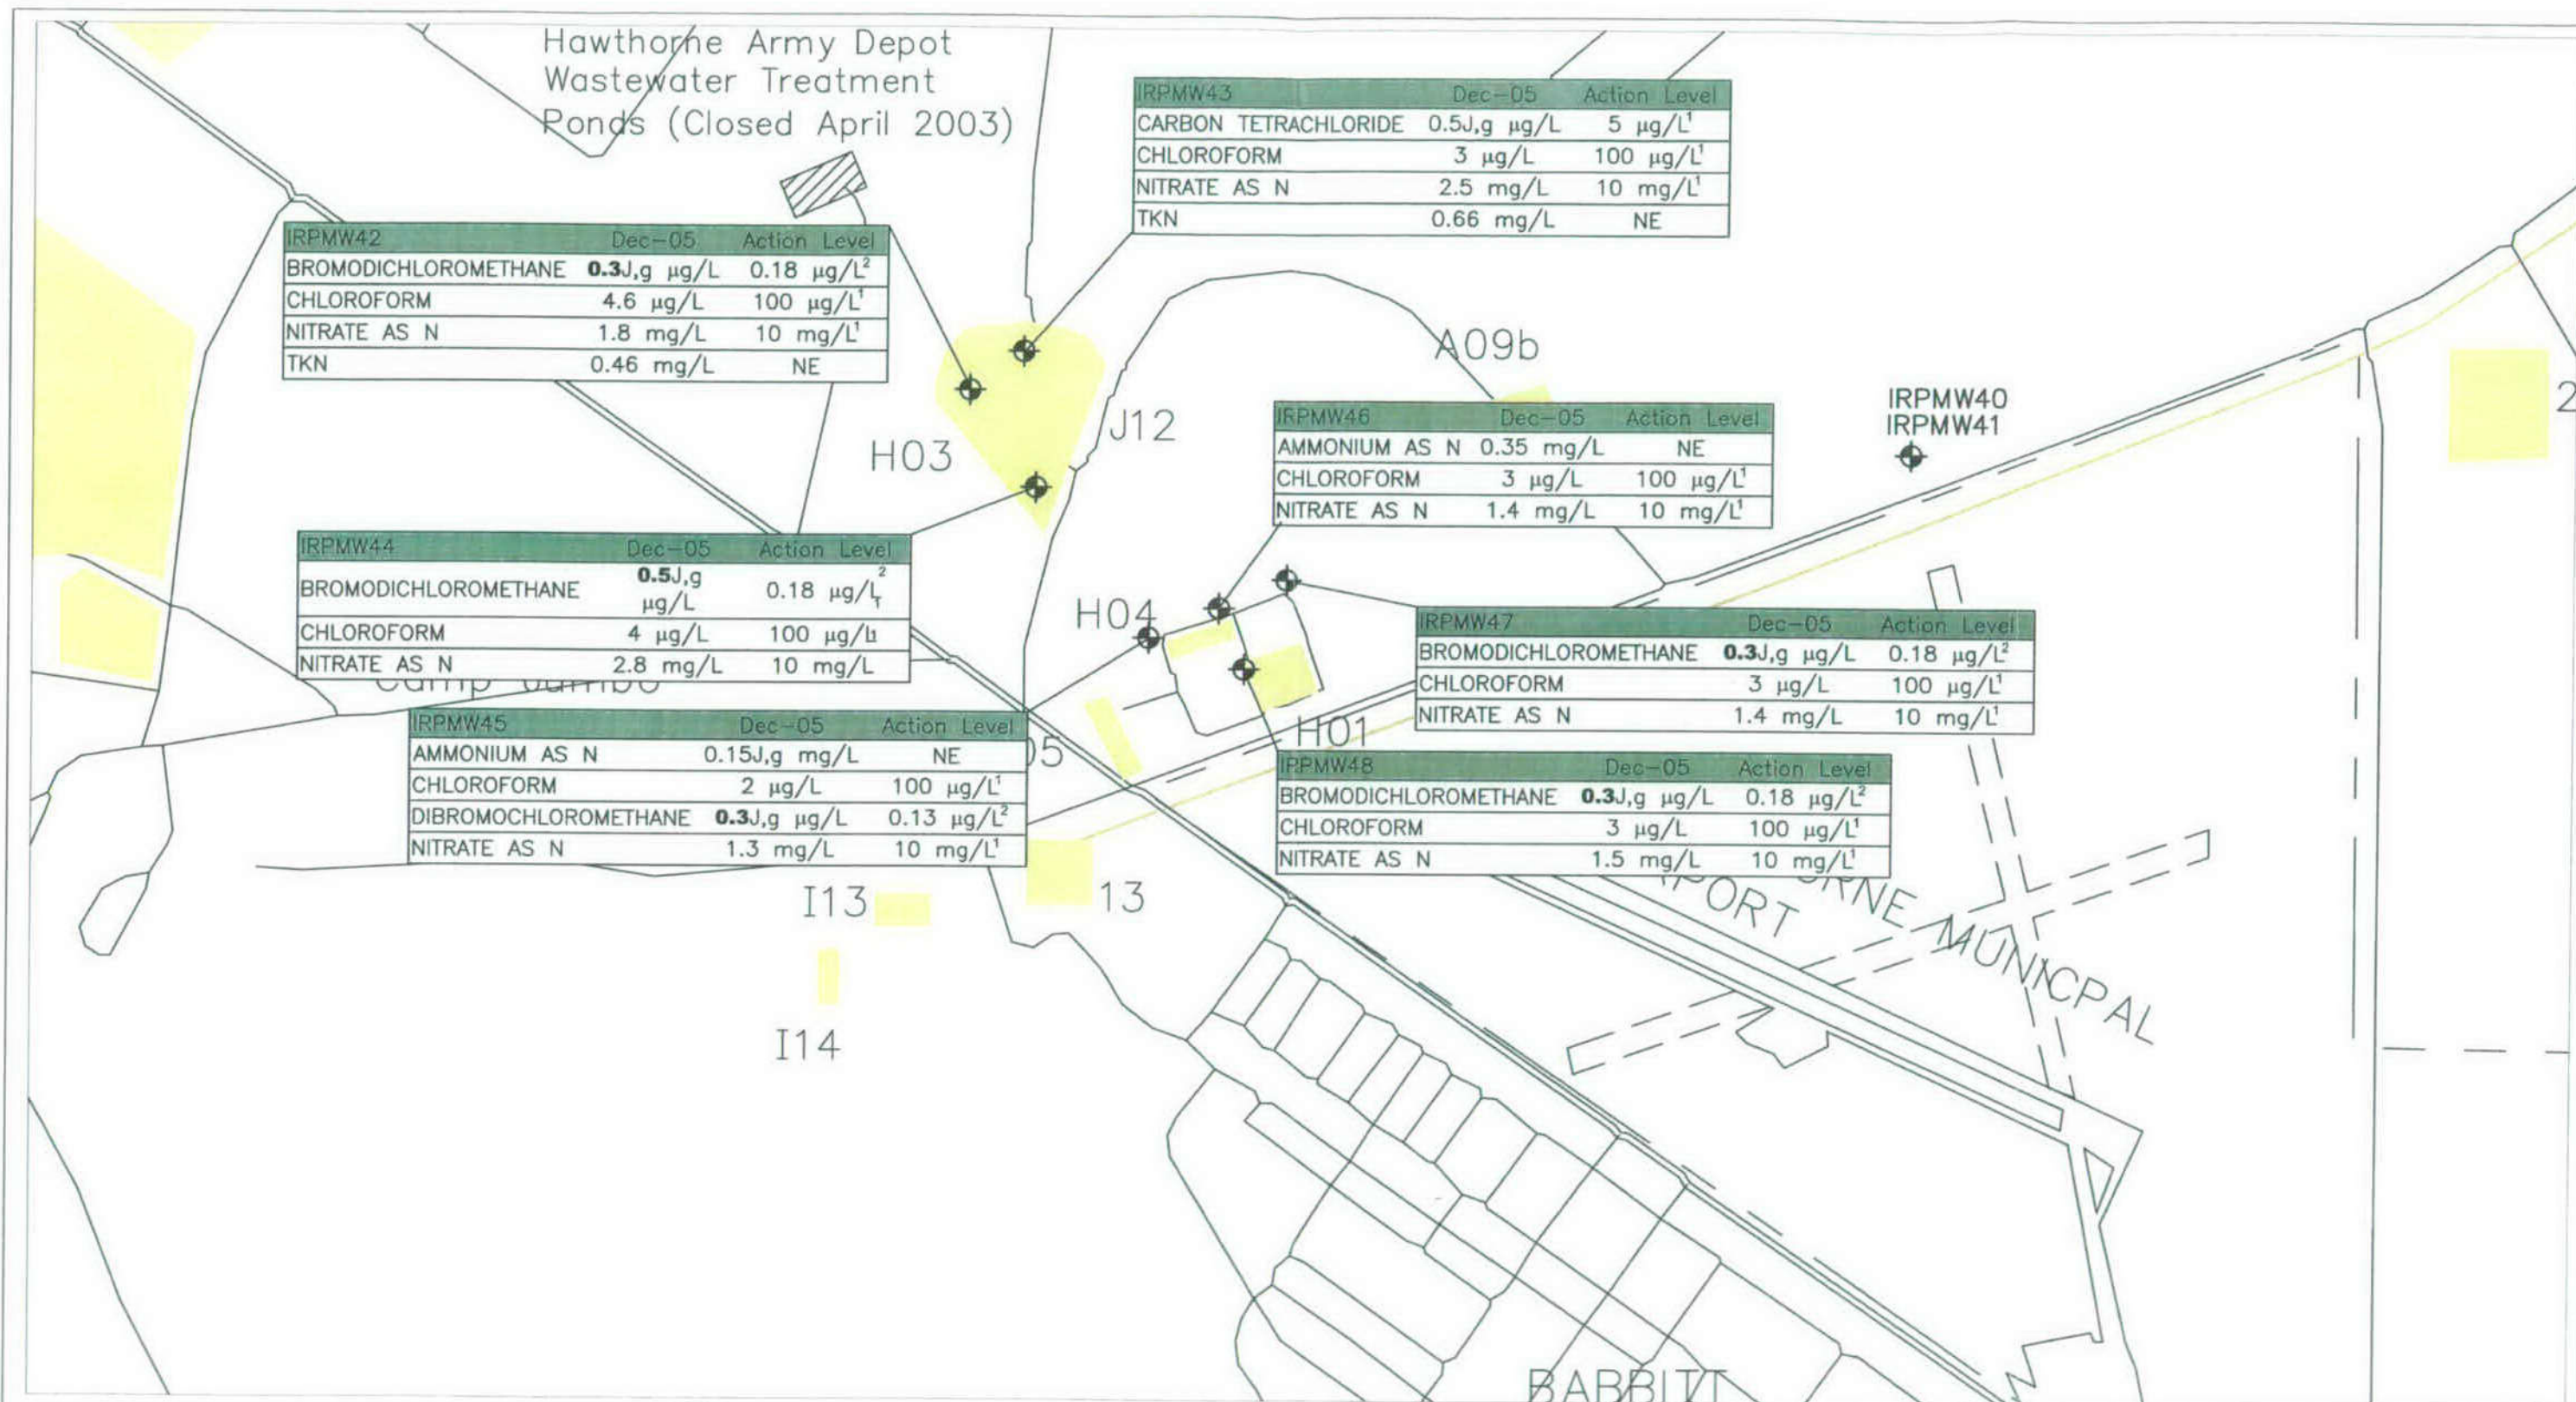 Hawthorne Army Depot
Wastewater Treatment
Ponds (Closed April 2003)
IRPMW43 Dec-05 Action Level
CARBON TETRACHLORIDE 0.5J,g µg/L 5 µg/L¹
CHLOROFORM 3 µg/L 100 µg/L¹
NITRATE AS N 2.5 mg/L 10 mg/L¹
TKN 0.66 mg/L NE
IRPMW42 Dec-05 Action Level
BROMODICHLOROMETHANE 0.3J,g µg/L 0.18 µg/L²
CHLOROFORM 4.6 µg/L 100 µg/L¹
NITRATE AS N 1.8 mg/L 10 mg/L¹
TKN 0.46 mg/L NE
A09b
J12
H03
IRPMW40
IRPMW41
2
IRPMW46 Dec-05 Action Level
AMMONIUM AS N 0.35 mg/L NE
CHLOROFORM 3 µg/L 100 µg/L¹
NITRATE AS N 1.4 mg/L 10 mg/L¹
IRPMW44 Dec-05 Action Level
BROMODICHLOROMETHANE 0.5J,g µg/L 0.18 µg/L²
CHLOROFORM 4 µg/L 100 µg/L¹
NITRATE AS N 2.8 mg/L 10 mg/L
Camp Jumbo
H04
IRPMW47 Dec-05 Action Level
BROMODICHLOROMETHANE 0.3J,g µg/L 0.18 µg/L²
CHLOROFORM 3 µg/L 100 µg/L¹
NITRATE AS N 1.4 mg/L 10 mg/L¹
H01
IRPMW45 Dec-05 Action Level
AMMONIUM AS N 0.15J,g mg/L NE
CHLOROFORM 2 µg/L 100 µg/L¹
DIBROMOCHLOROMETHANE 0.3J,g µg/L 0.13 µg/L²
NITRATE AS N 1.3 mg/L 10 mg/L¹
05
IRPMW48 Dec-05 Action Level
BROMODICHLOROMETHANE 0.3J,g µg/L 0.18 µg/L²
CHLOROFORM 3 µg/L 100 µg/L¹
NITRATE AS N 1.5 mg/L 10 mg/L¹
I13
13
I14
ORNE MUNICPAL
RPORT
BABBITT